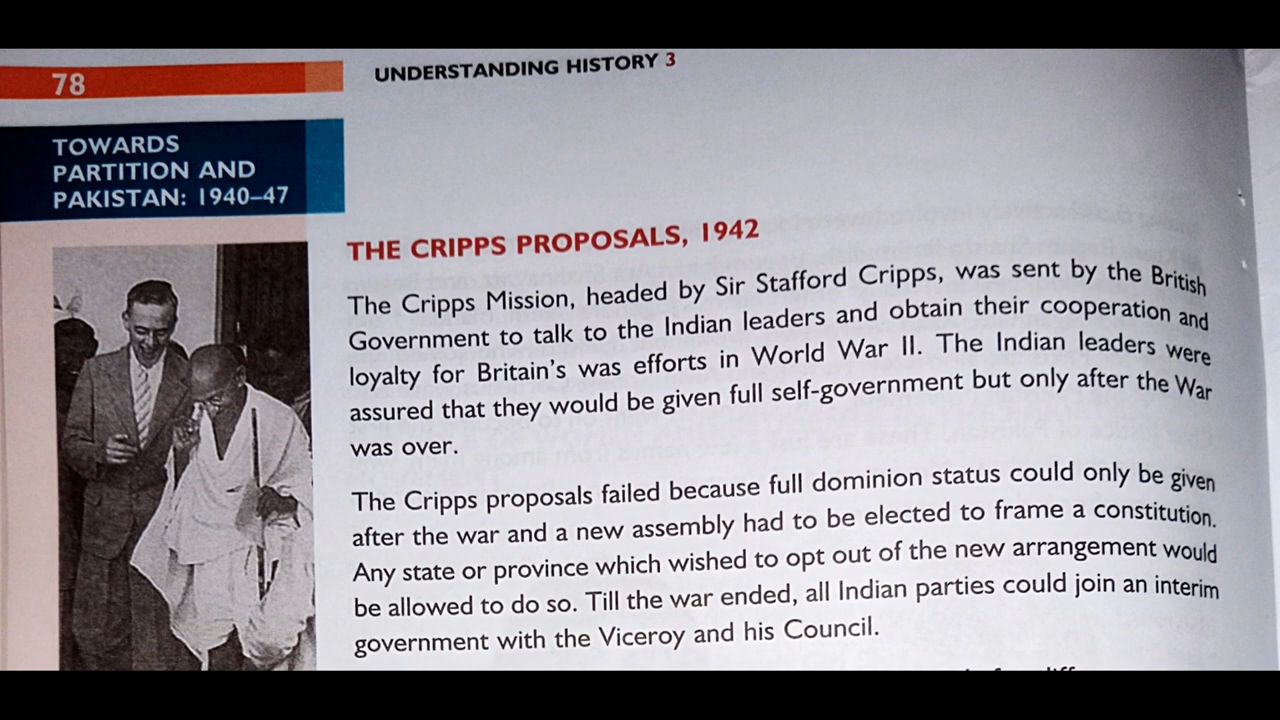 78
UNDERSTANDING HISTORY 3
TOWARDS
PARTITION AND
PAKISTAN: 1940–47
THE CRIPPS PROPOSALS, 1942
The Cripps Mission, headed by Sir Stafford Cripps, was sent by the British
Government to talk to the Indian leaders and obtain their cooperation and
loyalty for Britain's was efforts in World War II. The Indian leaders were
assured that they would be given full self-government but only after the War
was over.
The Cripps proposals failed because full dominion status could only be given
after the war and a new assembly had to be elected to frame a constitution.
Any state or province which wished to opt out of the new arrangement would
be allowed to do so. Till the war ended, all Indian parties could join an interim
government with the Viceroy and his Council.